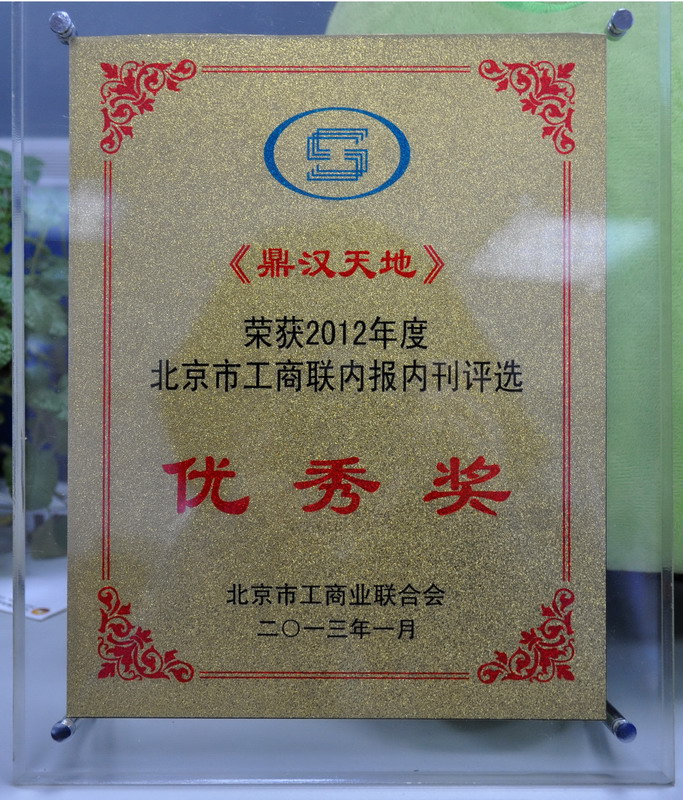 《鼎汉天地》
荣获2012年度
北京市工商联内报内刊评选
优秀奖
北京市工商业联合会
二〇一三年一月